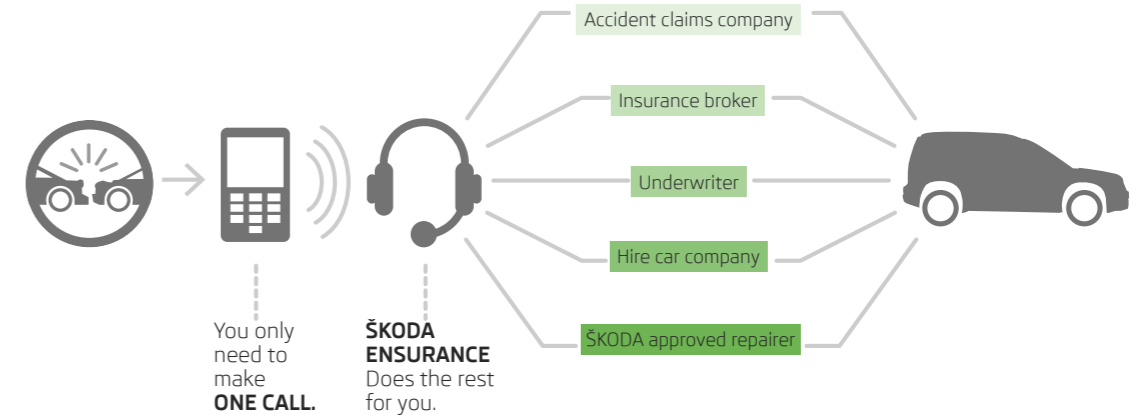 Accident claims company
Insurance broker
Underwriter
Hire car company
ŠKODA approved repairer
You only
need to
make
ONE CALL.
ŠKODA
ENSURANCE
Does the rest
for you.